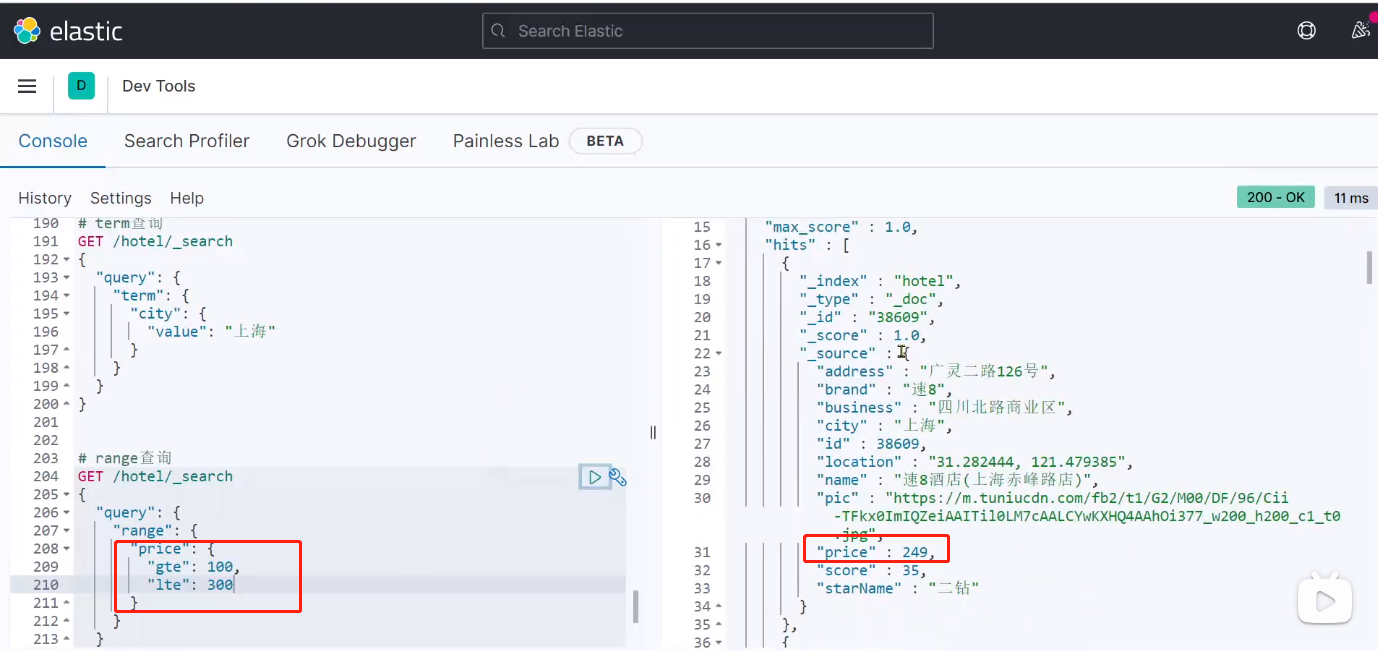 elastic
Search Elastic
D
Dev Tools
Console
Search Profiler
Grok Debugger
Painless Lab
BETA
History
Settings
Help
200 - OK
11 ms
190 # term查询
191 GET /hotel/_search
192 {
193 "query": {
194 "term": {
195 "city": {
196 "value": "上海"
197 }
198 }
199 }
200 }
201
202
203 # range查询
204 GET /hotel/_search
205 {
206 "query": {
207 "range": {
208 "price": {
209 "gte": 100,
210 "lte": 300
211 }
212 }
213 }
15 "max_score" : 1.0,
16 "hits" : [
17 {
18 "_index" : "hotel",
19 "_type" : "_doc",
20 "_id" : "38609",
21 "_score" : 1.0,
22 "_source" : {
23 "address" : "广灵二路126号",
24 "brand" : "速8",
25 "business" : "四川北路商业区",
26 "city" : "上海",
27 "id" : 38609,
28 "location" : "31.282444, 121.479385",
29 "name" : "速8酒店(上海赤峰路店)",
30 "pic" : "https://m.tuniucdn.com/fb2/t1/G2/M00/DF/96/Cii
-TFkx0ImIQZeiAAITil0LM7cAALCYwKXHQ4AAhOi377_w200_h200_c1_t0
.jpg",
31 "price" : 249,
32 "score" : 35,
33 "starName" : "二钻"
34 }
35 },
36 {